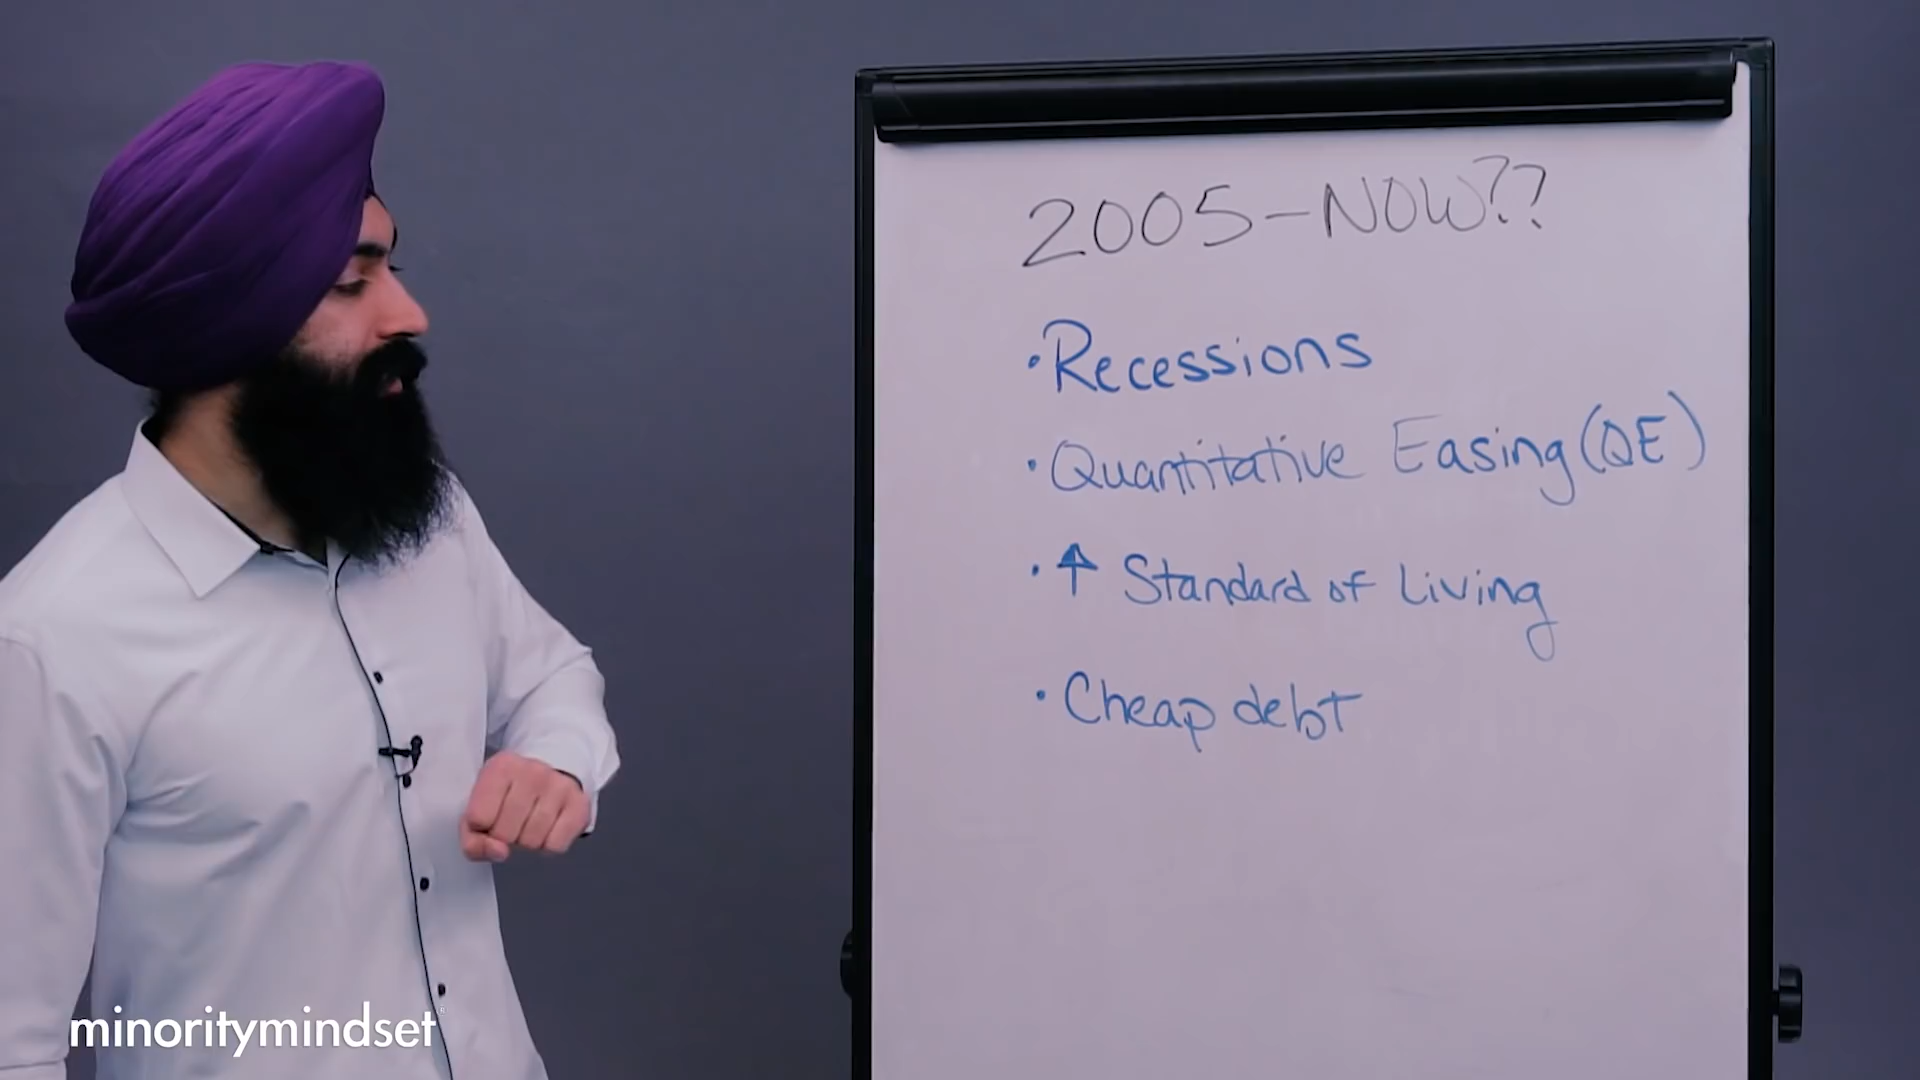 2005-NOW??
• Recessions
• Quantitative Easing (QE)
• ↑ Standard of Living
• Cheap debt
minoritymindset